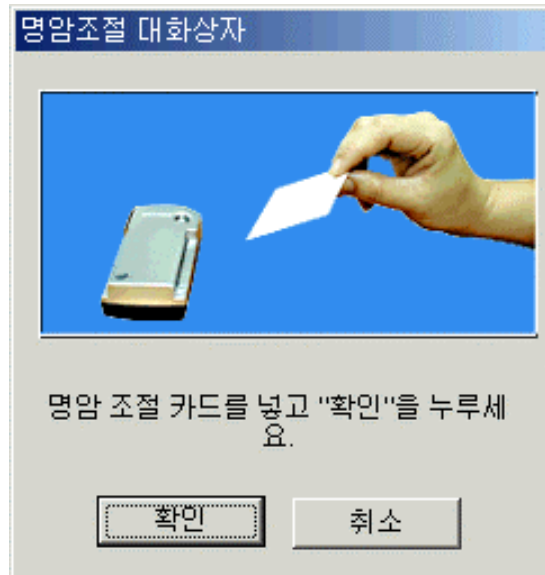 명암조절 대화상자
명암 조절 카드를 넣고 "확인"을 누루세
요.
확인
취소